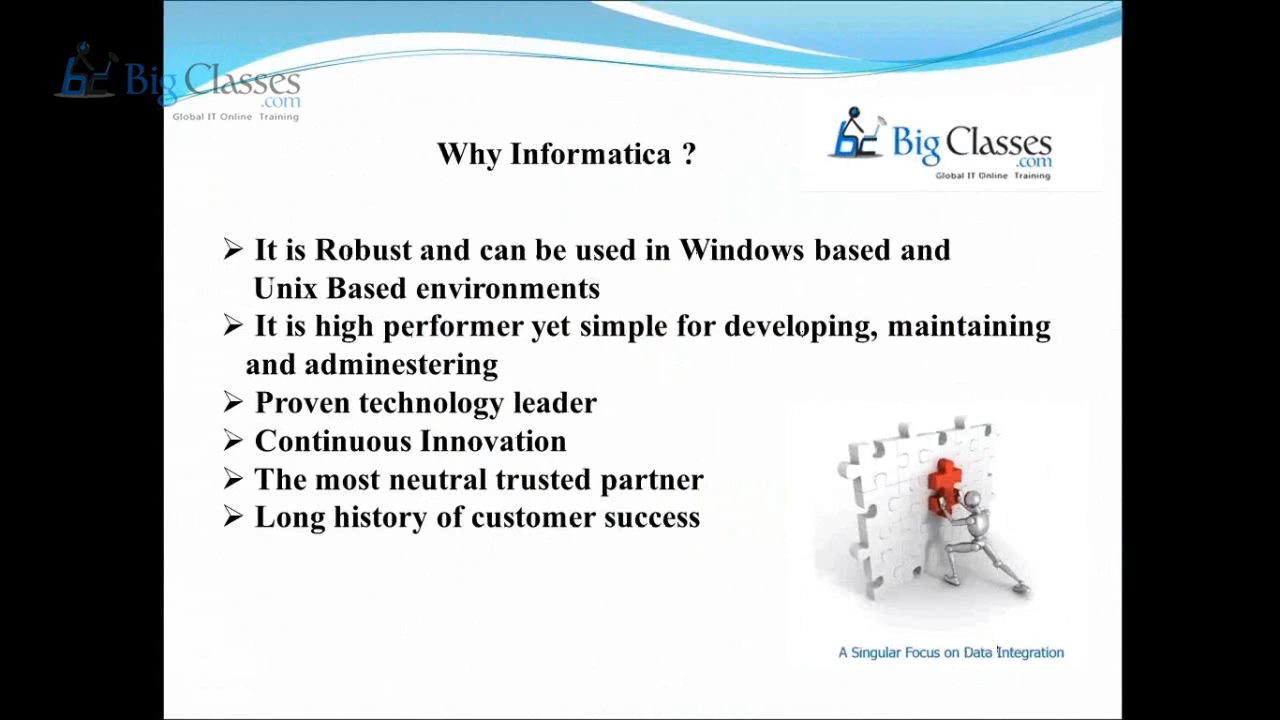 Big Classes
.com
Global IT Online Training
Big Classes
.com
Global IT Online Training
Why Informatica ?
➢ It is Robust and can be used in Windows based and
Unix Based environments
➢ It is high performer yet simple for developing, maintaining
and adminestering
➢ Proven technology leader
➢ Continuous Innovation
➢ The most neutral trusted partner
➢ Long history of customer success
A Singular Focus on Data Integration